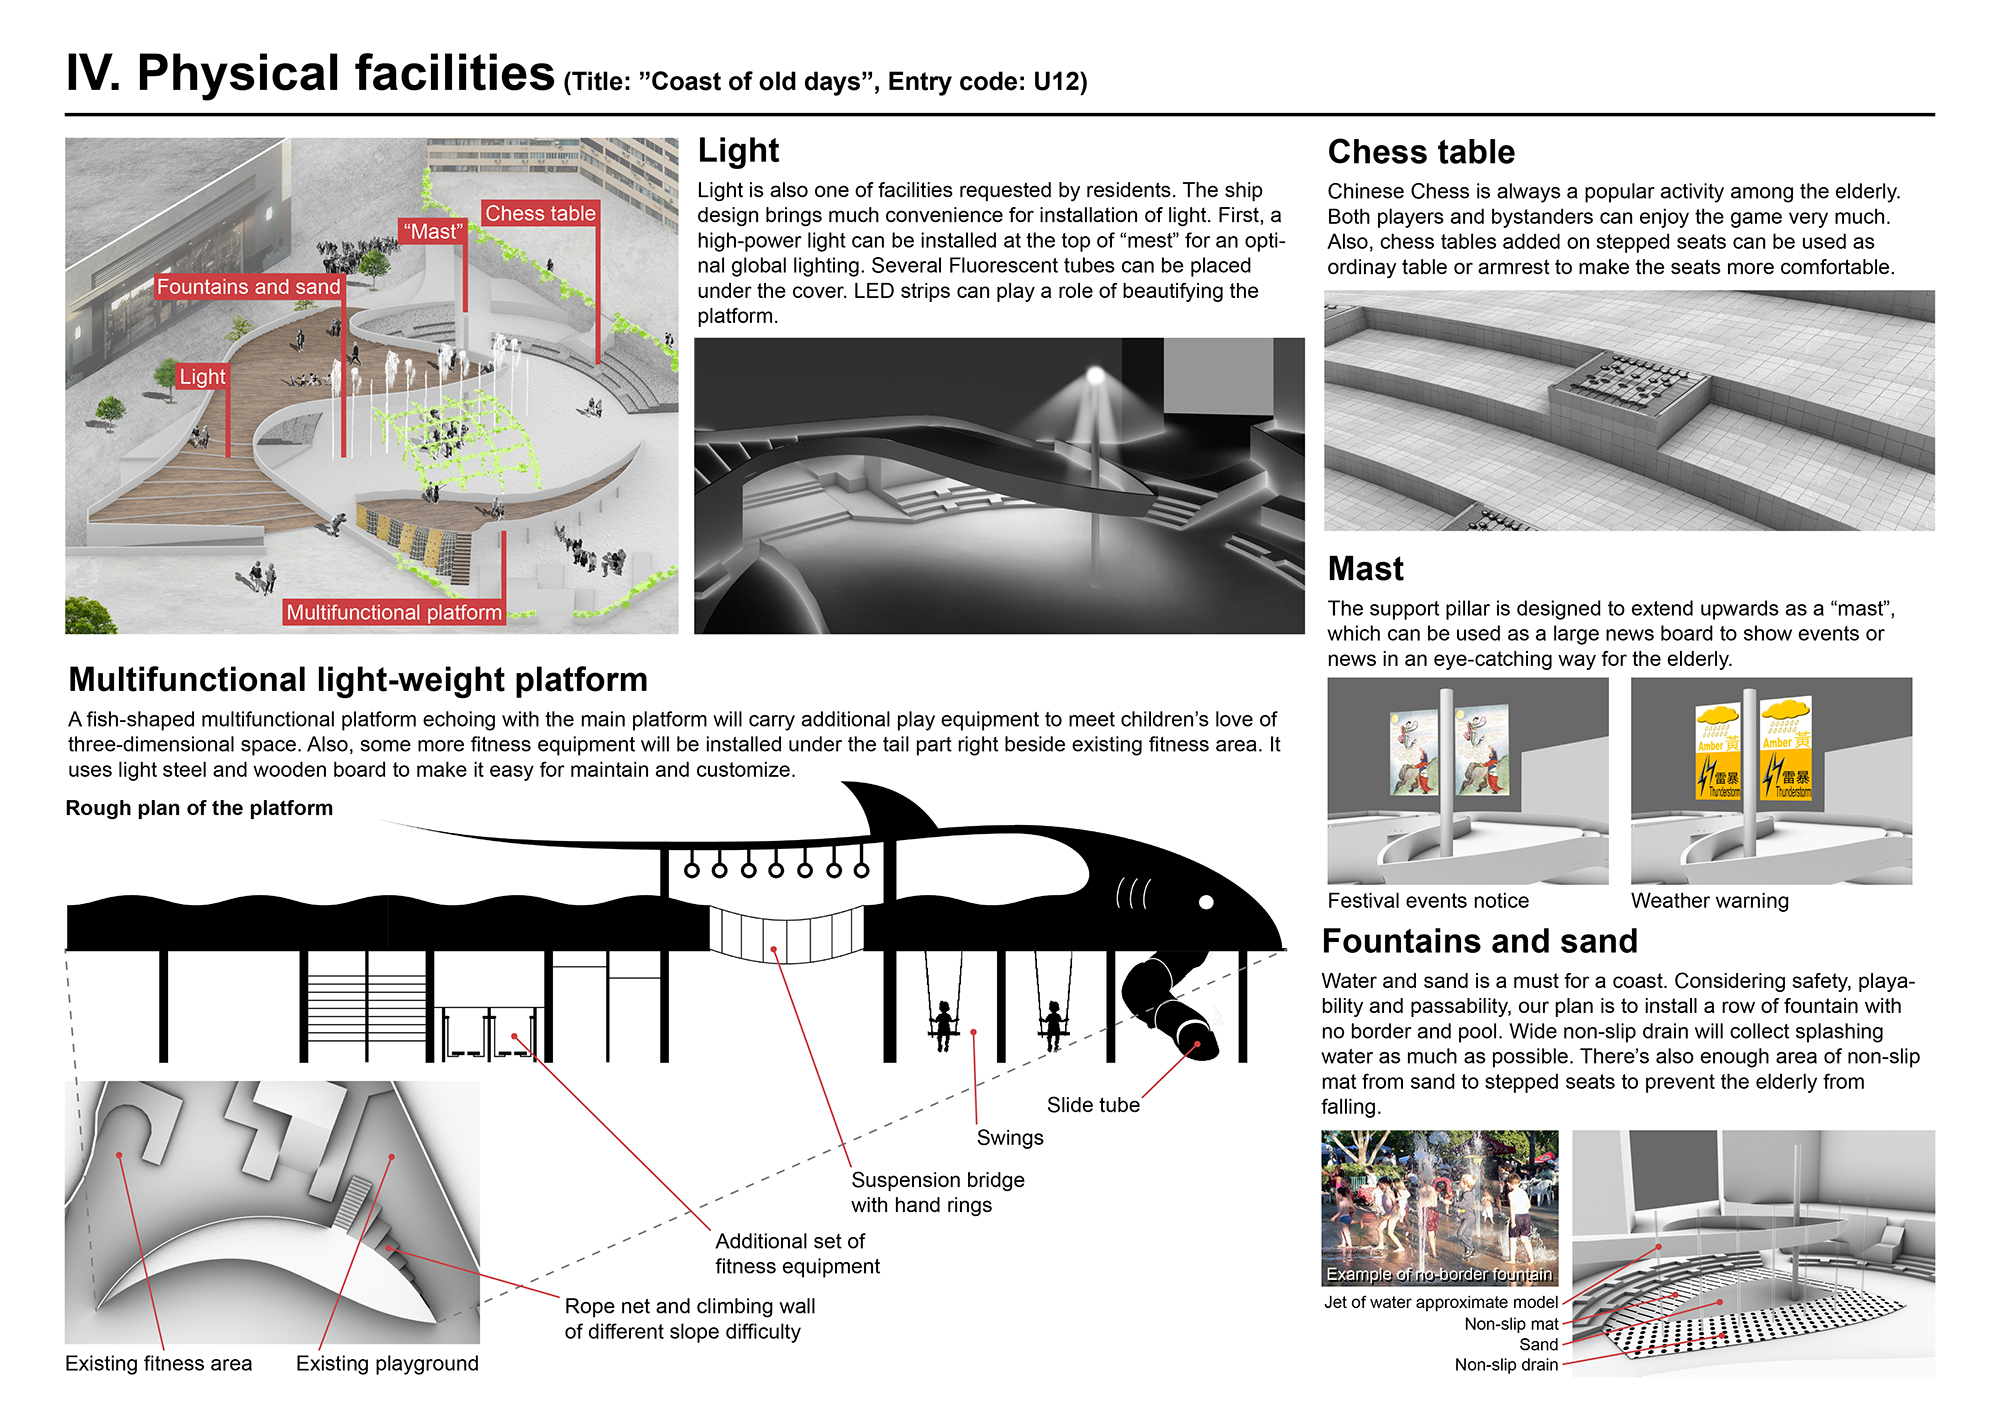 IV. Physical facilities (Title: ”Coast of old days”, Entry code: U12)
Chess table
“Mast”
Fountains and sand
Light
Multifunctional platform
Light
Light is also one of facilities requested by residents. The ship
design brings much convenience for installation of light. First, a
high-power light can be installed at the top of “mest” for an opti-
nal global lighting. Several Fluorescent tubes can be placed
under the cover. LED strips can play a role of beautifying the
platform.
Chess table
Chinese Chess is always a popular activity among the elderly.
Both players and bystanders can enjoy the game very much.
Also, chess tables added on stepped seats can be used as
ordinay table or armrest to make the seats more comfortable.
Mast
The support pillar is designed to extend upwards as a “mast”,
which can be used as a large news board to show events or
news in an eye-catching way for the elderly.
Amber 黃
雷暴
Thunderstorm
Amber 黃
雷暴
Thunderstorm
Festival events notice
Weather warning
Multifunctional light-weight platform
A fish-shaped multifunctional platform echoing with the main platform will carry additional play equipment to meet children’s love of
three-dimensional space. Also, some more fitness equipment will be installed under the tail part right beside existing fitness area. It
uses light steel and wooden board to make it easy for maintain and customize.
Rough plan of the platform
Slide tube
Swings
Suspension bridge
with hand rings
Additional set of
fitness equipment
Rope net and climbing wall
of different slope difficulty
Existing fitness area
Existing playground
Fountains and sand
Water and sand is a must for a coast. Considering safety, playa-
bility and passability, our plan is to install a row of fountain with
no border and pool. Wide non-slip drain will collect splashing
water as much as possible. There’s also enough area of non-slip
mat from sand to stepped seats to prevent the elderly from
falling.
Example of no-border fountain
Jet of water approximate model
Non-slip mat
Sand
Non-slip drain